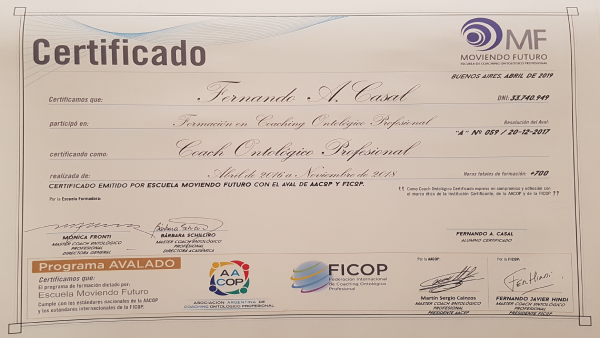 Certificado
MF
MOVIENDO FUTURO
ESCUELA DE COACHING ONTOLÓGICO PROFESIONAL
BUENOS AIRES, ABRIL DE 2019
Certificamos que: Fernando A. Casal DNI: 33.740.949
participó en: Formación en Coaching Ontológico Profesional Resolución del Aval:
"A" Nº 059 / 20-12-2017
certificando como: Coach Ontológico Profesional
realizada de: Abril de 2016 a Noviembre de 2018 Horas totales de formación: +700
CERTIFICADO EMITIDO POR ESCUELA MOVIENDO FUTURO CON EL AVAL DE AACOP Y FICOP.
" Como Coach Ontológico Certificado expreso mi compromiso y adhesión con
el marco ético de la Institución Certificante, de la AACOP y de la FICOP. "
Por la Escuela Formadora:
MÓNICA FRONTI
MASTER COACH ONTOLÓGICO
PROFESIONAL
DIRECTORA GENERAL
BÁRBARA SCHILCIRO
MASTER COACH ONTOLÓGICO
PROFESIONAL
DIRECTORA ACADÉMICA
FERNANDO A. CASAL
ALUMNO CERTIFICADO
Programa AVALADO
Certificamos que:
El programa de formación dictado por:
Escuela Moviendo Futuro
Cumple con los estándares nacionales de la AACOP
y los estándares internacionales de la FICOP.
AA
COP
ASOCIACIÓN ARGENTINA DE
COACHING ONTOLÓGICO PROFESIONAL
FICOP
Federación Internacional
de Coaching Ontológico
Profesional
Por la AACOP:
Martín Sergio Cainzos
MASTER COACH ONTOLÓGICO
PROFESIONAL
PRESIDENTE AACOP
Por la FICOP:
FERNANDO JAVIER HINDI
MASTER COACH ONTOLÓGICO
PROFESIONAL
PRESIDENTE FICOP